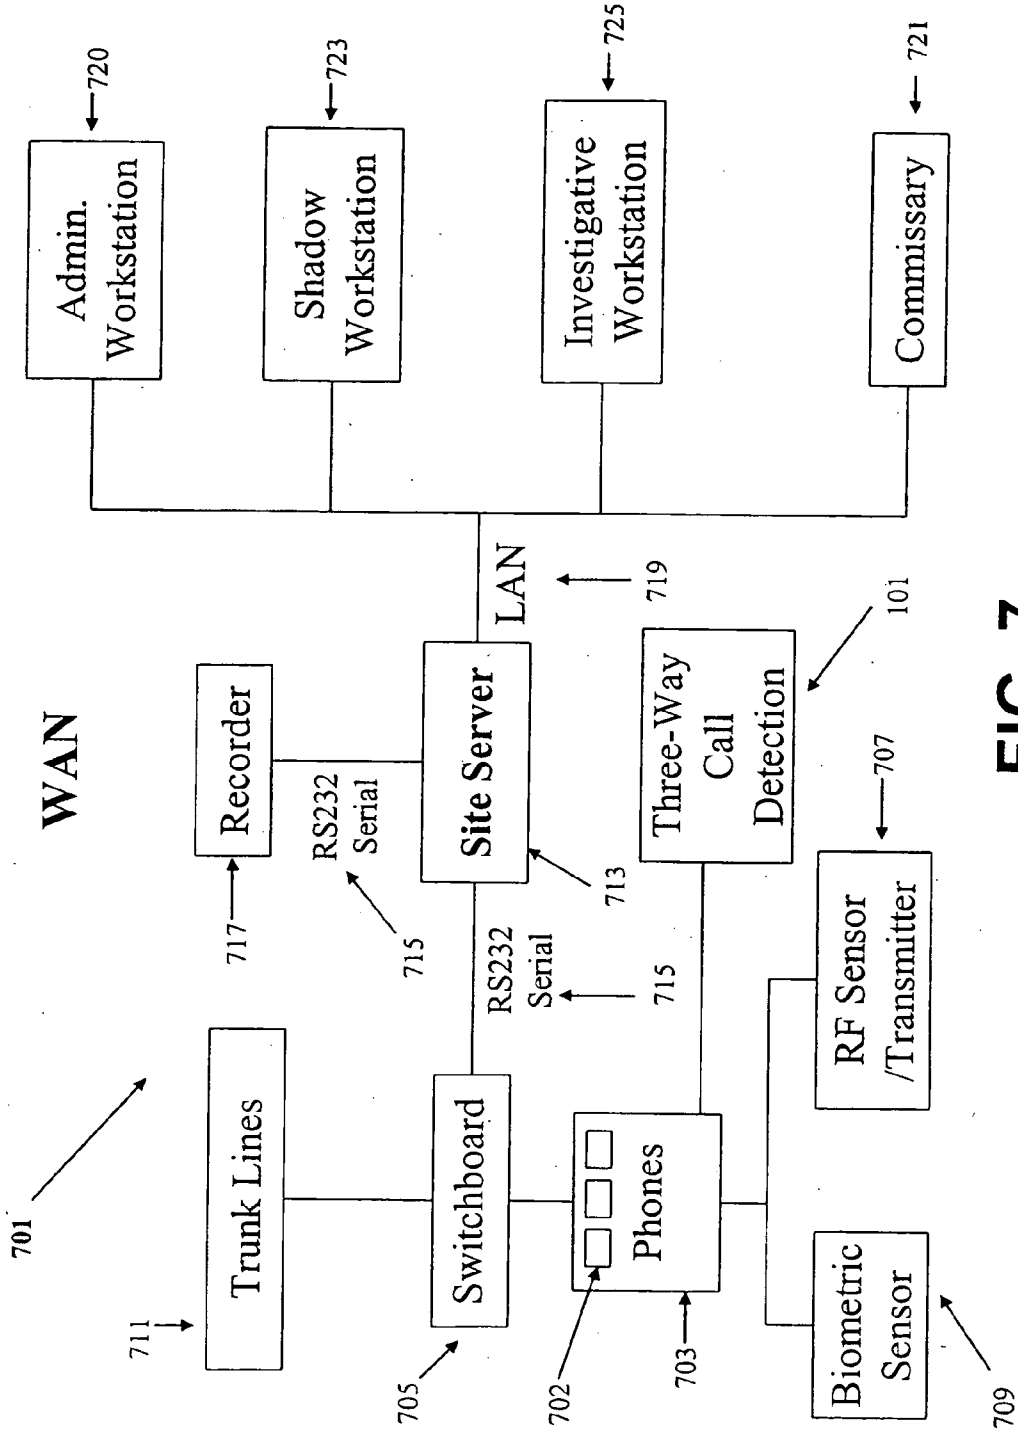 WAN
701
711
Trunk Lines
717
Recorder
RS232
Serial
715
Admin.
Workstation
720
Shadow
Workstation
723
705
Switchboard
RS232
Serial
715
Site Server
713
LAN
719
Investigative
Workstation
725
702
703
Phones
Three-Way
Call
Detection
101
Commissary
721
Biometric
Sensor
709
RF Sensor
/Transmitter
707
FIG. 7